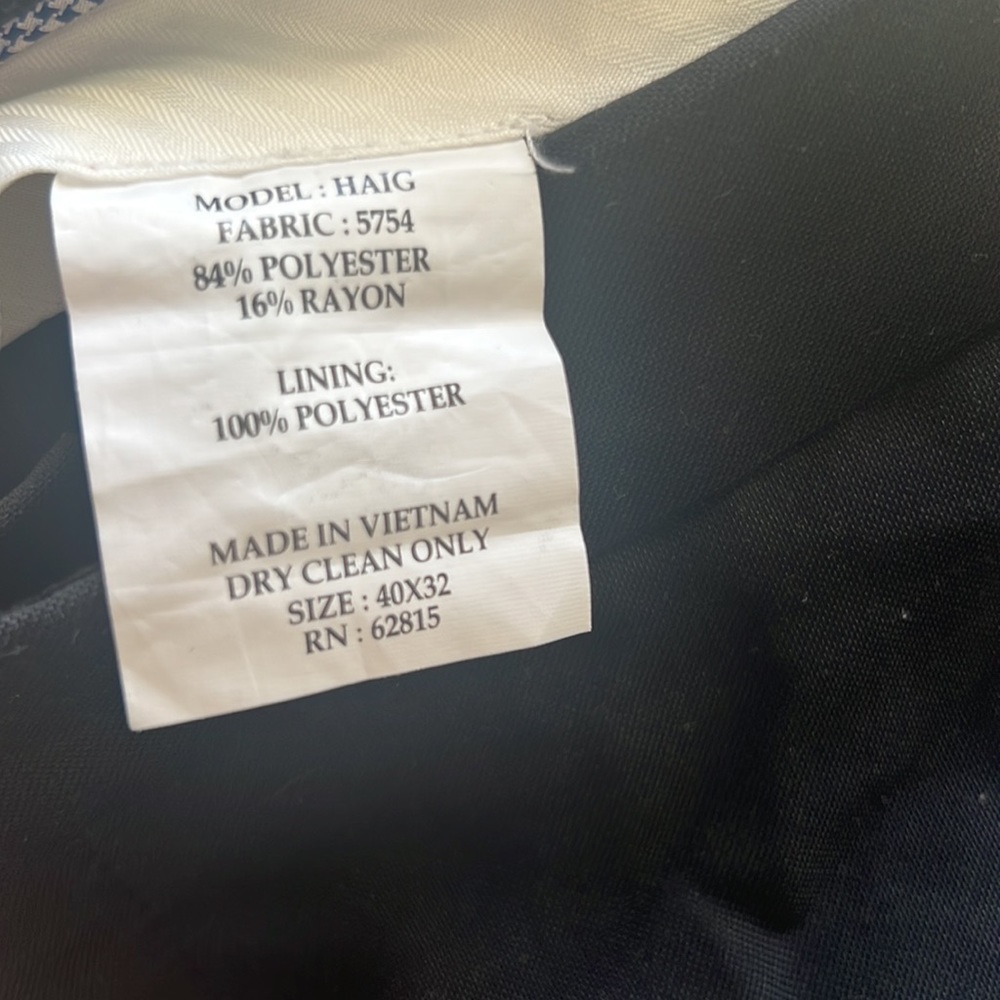 MODEL : HAIG
FABRIC : 5754
84% POLYESTER
16% RAYON
LINING:
100% POLYESTER
MADE IN VIETNAM
DRY CLEAN ONLY
SIZE : 40X32
RN : 62815